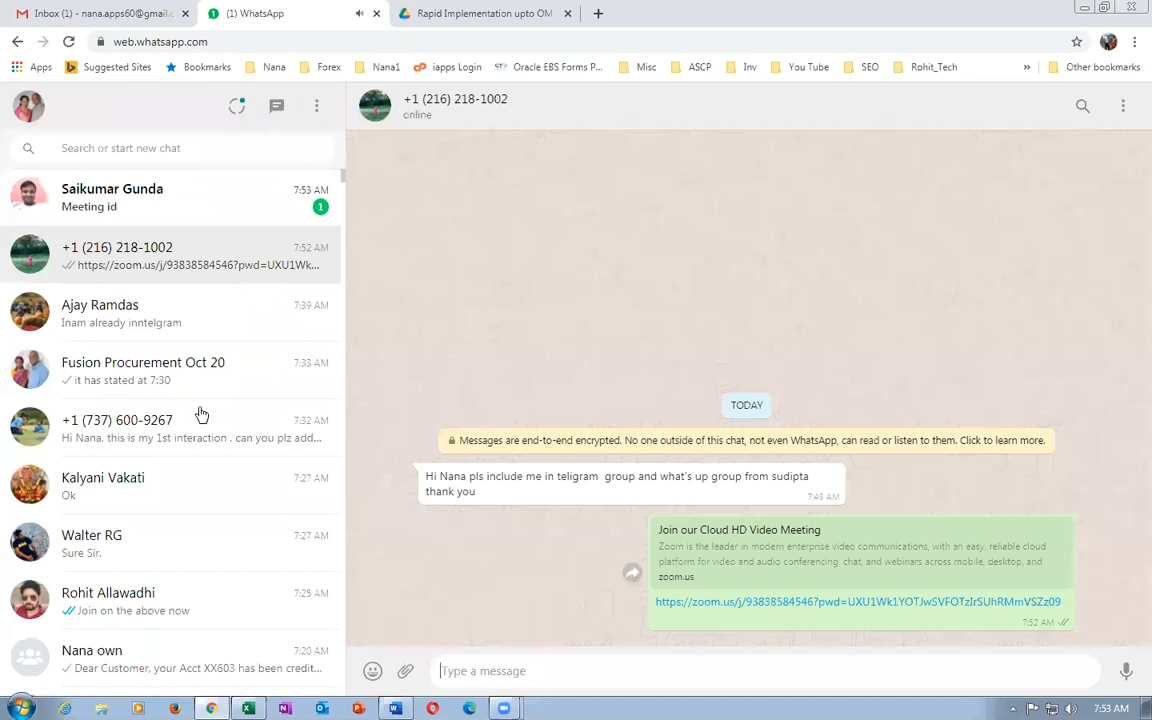 Inbox (1) - nana.apps60@gmail.c
(1) WhatsApp
Rapid Implementation upto OM
web.whatsapp.com
Apps
Suggested Sites
Bookmarks
Nana
Forex
Nana1
iapps Login
Oracle EBS Forms P...
Misc
ASCP
Inv
You Tube
SEO
Rohit_Tech
»
Other bookmarks
+1 (216) 218-1002
online
Search or start new chat
Saikumar Gunda
7:53 AM
Meeting id
1
+1 (216) 218-1002
7:52 AM
https://zoom.us/j/93838584546?pwd=UXU1Wk...
Ajay Ramdas
7:39 AM
Inam already inntelgram
Fusion Procurement Oct 20
7:33 AM
it has stated at 7:30
+1 (737) 600-9267
7:32 AM
Hi Nana. this is my 1st interaction . can you plz add...
Kalyani Vakati
7:27 AM
Ok
Walter RG
7:27 AM
Sure Sir.
Rohit Allawadhi
7:25 AM
Join on the above now
Nana own
7:20 AM
Dear Customer, your Acct XX603 has been credit...
TODAY
Messages are end-to-end encrypted. No one outside of this chat, not even WhatsApp, can read or listen to them. Click to learn more.
Hi Nana pls include me in teligram group and what's up group from sudipta
thank you
7:49 AM
Join our Cloud HD Video Meeting
Zoom is the leader in modern enterprise video communications, with an easy, reliable cloud
platform for video and audio conferencing, chat, and webinars across mobile, desktop, and
zoom.us
https://zoom.us/j/93838584546?pwd=UXU1Wk1YOTJwSVFOTzIrSUhRMmVSZz09
7:52 AM
Type a message
7:53 AM